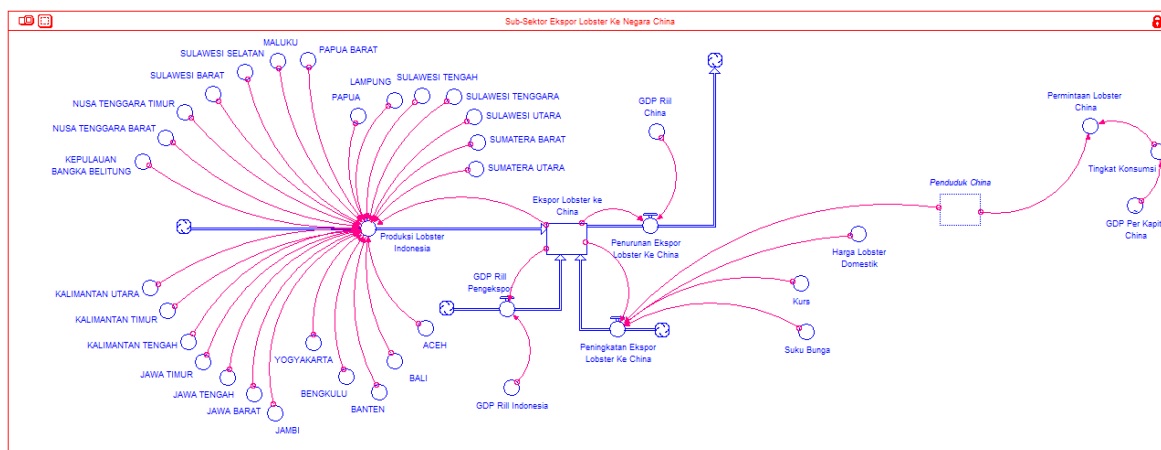 Sub-Sektor Ekspor Lobster Ke Negara China
MALUKU
SULAWESI SELATAN
PAPUA BARAT
SULAWESI BARAT
LAMPUNG
SULAWESI TENGAH
PAPUA
SULAWESI TENGGARA
NUSA TENGGARA TIMUR
SULAWESI UTARA
NUSA TENGGARA BARAT
SUMATERA BARAT
KEPULAUAN
BANGKA BELITUNG
SUMATERA UTARA
GDP Riil
China
Permintaan Lobster
China
Tingkat Konsumsi
Penduduk China
GDP Per Kapit
China
Ekspor Lobster ke
China
Produksi Lobster
Indonesia
Penurunan Ekspor
Lobster Ke China
Harga Lobster
Domestik
GDP Rill
Pengekspor
Kurs
KALIMANTAN UTARA
KALIMANTAN TIMUR
KALIMANTAN TENGAH
JAWA TIMUR
JAWA TENGAH
JAWA BARAT
JAMBI
YOGYAKARTA
BENGKULU
BANTEN
BALI
ACEH
Peningkatan Ekspor
Lobster Ke China
Suku Bunga
GDP Rill Indonesia